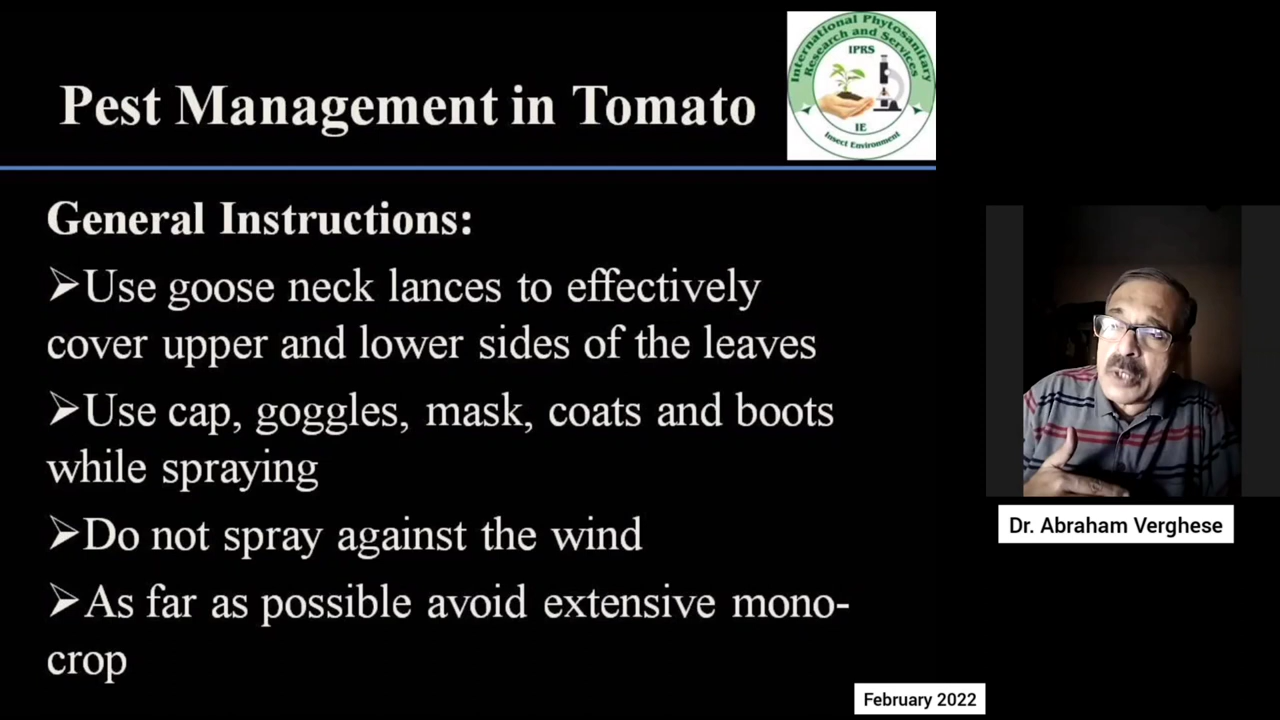 Pest Management in Tomato
International Phytosanitary
Research and Services
IPRS
IE
Insect Environment
General Instructions:
➢Use goose neck lances to effectively
cover upper and lower sides of the leaves
➢Use cap, goggles, mask, coats and boots
while spraying
➢Do not spray against the wind
➢As far as possible avoid extensive mono-
crop
Dr. Abraham Verghese
February 2022